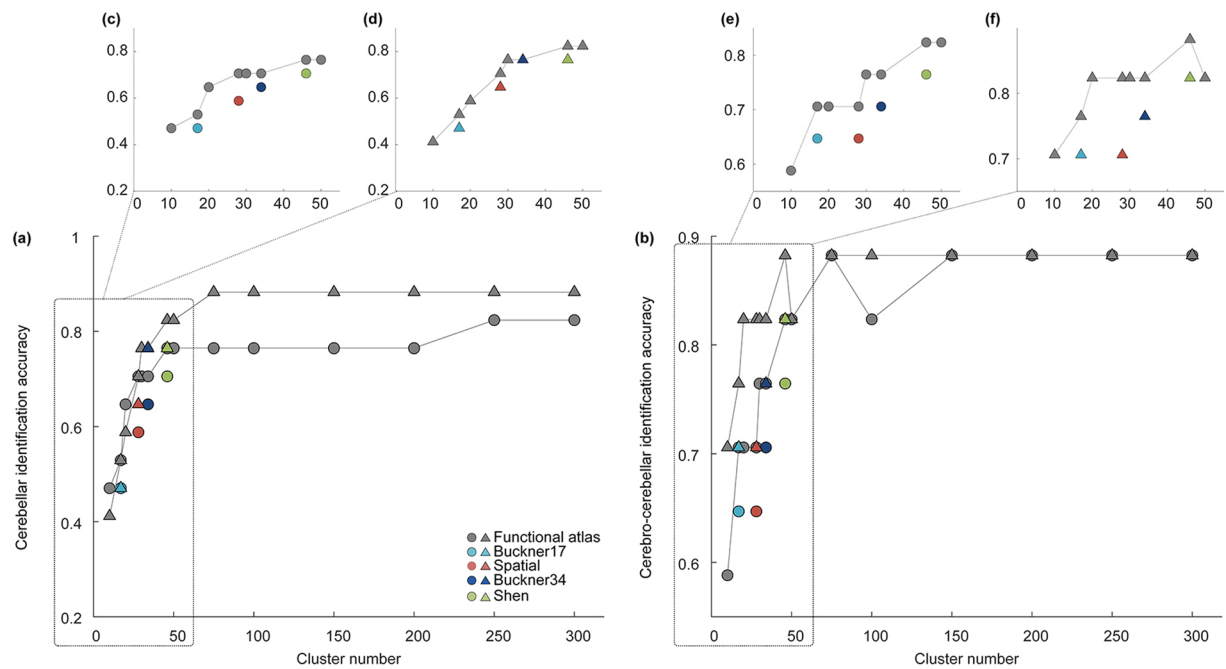 (c)
0.8
0.6
0.4
0.2
0 10 20 30 40 50
(d)
0.8
0.6
0.4
0.2
0 10 20 30 40 50
(e)
0.8
0.7
0.6
0 10 20 30 40 50
(f)
0.8
0.7
0 10 20 30 40 50
(a)
Cerebellar identification accuracy
1
0.8
0.6
0.4
0.2
0 50 100 150 200 250 300
Cluster number
Functional atlas
Buckner17
Spatial
Buckner34
Shen
(b)
Cerebro-cerebellar identification accuracy
0.9
0.8
0.7
0.6
0 50 100 150 200 250 300
Cluster number